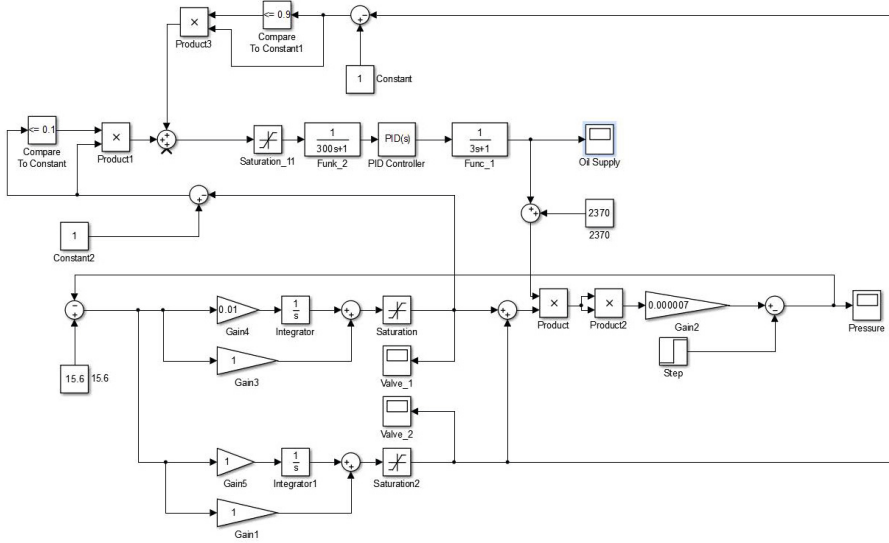 <= 0.9
Compare
To Constant1
×
Product3
1
Constant
<= 0.1
Compare
To Constant
×
Product1
Saturation_11
1
300s+1
Funk_2
PID(s)
PID Controller
1
3s+1
Func_1
Oil Supply
2370
2370
1
Constant2
0.01
Gain4
1
s
Integrator
Saturation
×
Product
×
Product2
0.000007
Gain2
Pressure
1
Gain3
Valve_1
Step
15.6
15.6
Valve_2
1
Gain5
1
s
Integrator1
Saturation2
1
Gain1